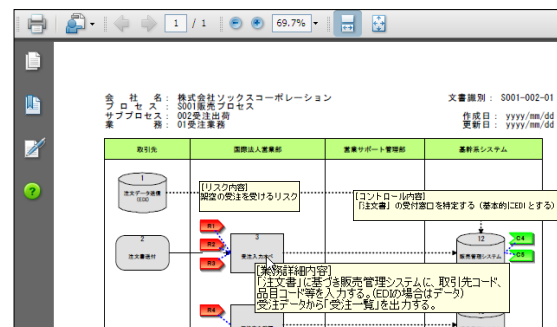 1 / 1 69.7%
会 社 名: 株式会社ソックスコーポレーション
文書識別: S001-002-01
プ ロ セ ス: S001販売プロセス
サブプロセス: 002受注出荷
作成日: yyyy/mm/dd
業 務: 01受注業務
更新日: yyyy/mm/dd
取引先 国際法人営業部 営業サポート管理部 基幹系システム
1
注文データ送信
(EDI)
[リスク内容]
架空の受注を受けるリスク
[コントロール内容]
「注文書」の受付窓口を特定する(基本的にEDIとする)
2
注文書送付
R1
R2
R3
3
受注入力
12
販売管理システム
C4
C5
[業務詳細内容]
「注文書」に基づき販売管理システムに、取引先コード、
品目コード等を入力する。(EDIの場合はデータ)
受注データから「受注一覧」を出力する。
R4
4
13